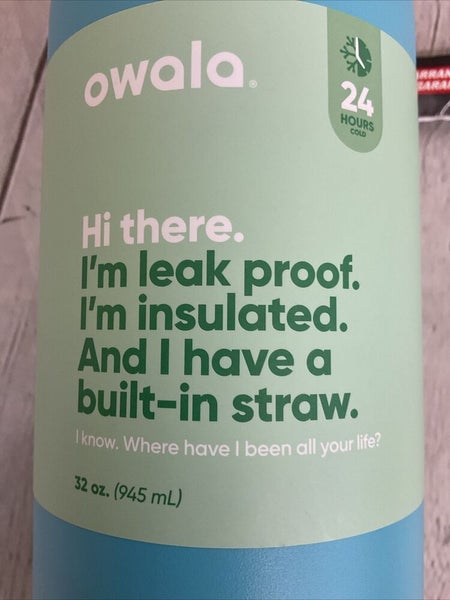 owala®
24
HOURS
COLD
Hi there.
I'm leak proof.
I'm insulated.
And I have a
built-in straw.
I know. Where have I been all your life?
32 oz. (945 mL)